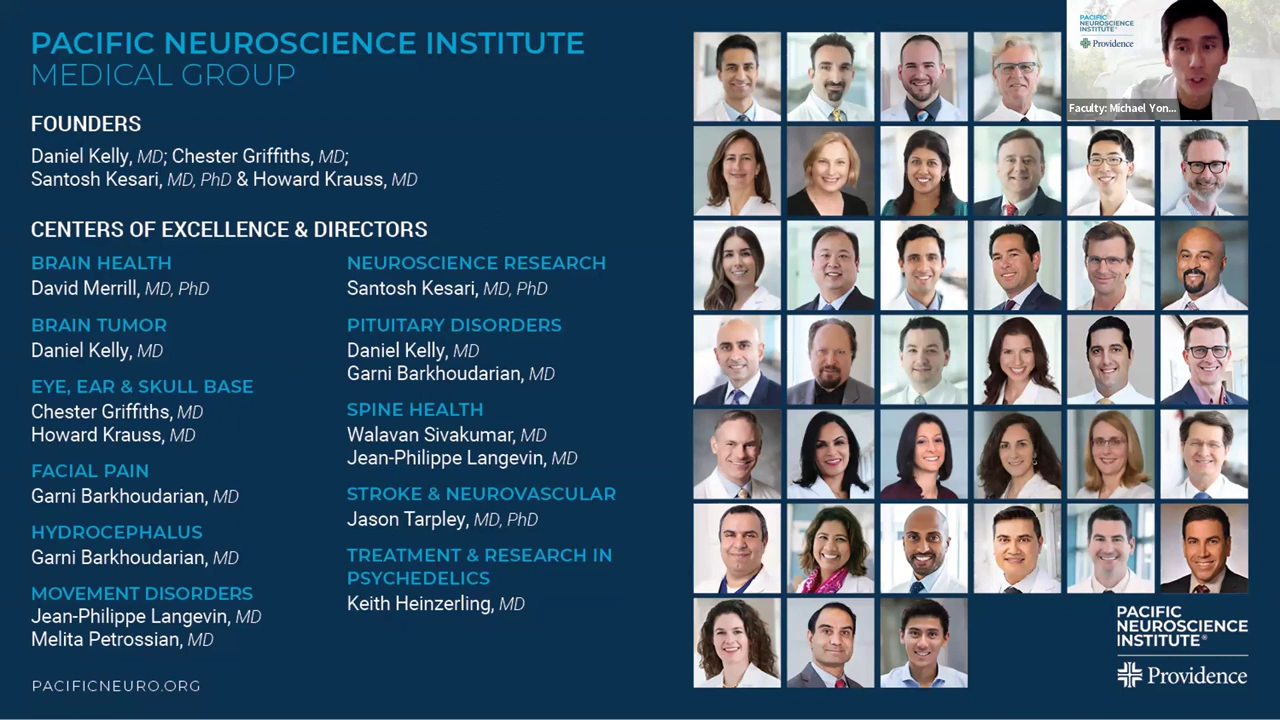 PACIFIC NEUROSCIENCE INSTITUTE
MEDICAL GROUP
FOUNDERS
Daniel Kelly, MD; Chester Griffiths, MD;
Santosh Kesari, MD, PhD & Howard Krauss, MD
CENTERS OF EXCELLENCE & DIRECTORS
BRAIN HEALTH
David Merrill, MD, PhD
BRAIN TUMOR
Daniel Kelly, MD
EYE, EAR & SKULL BASE
Chester Griffiths, MD
Howard Krauss, MD
FACIAL PAIN
Garni Barkhoudarian, MD
HYDROCEPHALUS
Garni Barkhoudarian, MD
MOVEMENT DISORDERS
Jean-Philippe Langevin, MD
Melita Petrossian, MD
NEUROSCIENCE RESEARCH
Santosh Kesari, MD, PhD
PITUITARY DISORDERS
Daniel Kelly, MD
Garni Barkhoudarian, MD
SPINE HEALTH
Walavan Sivakumar, MD
Jean-Philippe Langevin, MD
STROKE & NEUROVASCULAR
Jason Tarpley, MD, PhD
TREATMENT & RESEARCH IN
PSYCHEDELICS
Keith Heinzerling, MD
PACIFICNEURO.ORG
PACIFIC
NEUROSCIENCE
INSTITUTE®
Providence
Faculty: Michael Yon...
PACIFIC
NEUROSCIENCE
INSTITUTE®
Providence